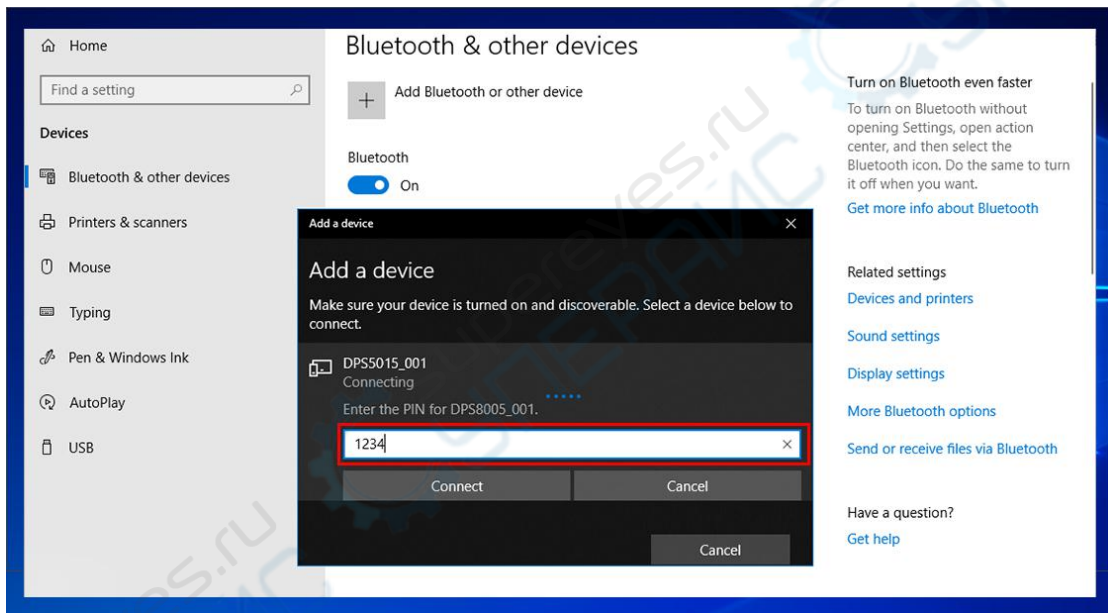 Home
Find a setting
Devices
Bluetooth & other devices
Printers & scanners
Mouse
Typing
Pen & Windows Ink
AutoPlay
USB
Bluetooth & other devices
Add Bluetooth or other device
Bluetooth
On
Add a device
Add a device
Make sure your device is turned on and discoverable. Select a device below to
connect.
DPS5015_001
Connecting
Enter the PIN for DPS8005_001.
1234
Connect
Cancel
Cancel
Turn on Bluetooth even faster
To turn on Bluetooth without
opening Settings, open action
center, and then select the
Bluetooth icon. Do the same to turn
it off when you want.
Get more info about Bluetooth
Related settings
Devices and printers
Sound settings
Display settings
More Bluetooth options
Send or receive files via Bluetooth
Have a question?
Get help